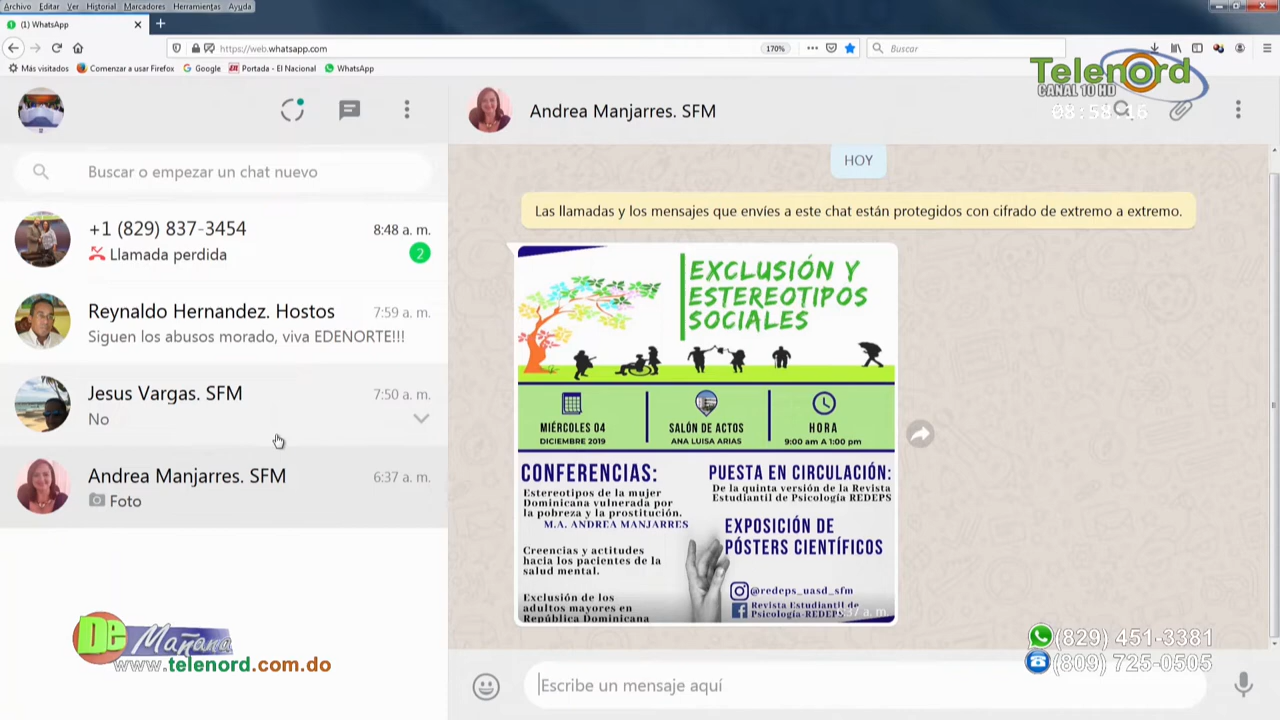 Archivo Editar Ver Historial Marcadores Herramientas Ayuda
(1) WhatsApp
https://web.whatsapp.com
170%
Buscar
Más visitados
Comenzar a usar Firefox
Google
Portada - El Nacional
WhatsApp
Telenord
CANAL 10 HD
08:58:16
Andrea Manjarres. SFM
Buscar o empezar un chat nuevo
HOY
Las llamadas y los mensajes que envíes a este chat están protegidos con cifrado de extremo a extremo.
+1 (829) 837-3454
8:48 a. m.
Llamada perdida
2
Reynaldo Hernandez. Hostos
7:59 a. m.
Siguen los abusos morado, viva EDENORTE!!!
Jesus Vargas. SFM
7:50 a. m.
No
Andrea Manjarres. SFM
6:37 a. m.
Foto
EXCLUSIÓN Y
ESTEREOTIPOS
SOCIALES
MIÉRCOLES 04
DICIEMBRE 2019
SALÓN DE ACTOS
ANA LUISA ARIAS
HORA
9:00 am A 1:00 pm
CONFERENCIAS:
Estereotipos de la mujer
Dominicana vulnerada por
la pobreza y la prostitución.
M.A. ANDREA MANJARRES
Creencias y actitudes
hacia los pacientes de la
salud mental.
Exclusión de los
adultos mayores en
República Dominicana
PUESTA EN CIRCULACIÓN:
De la quinta versión de la Revista
Estudiantil de Psicología REDEPS
EXPOSICIÓN DE
PÓSTERS CIENTÍFICOS
@redeps_uasd_sfm
Revista Estudiantil de
Psicología-REDEPS
6:37 a. m.
De Mañana
www.telenord.com.do
(829) 451-3381
(809) 725-0505
Escribe un mensaje aquí